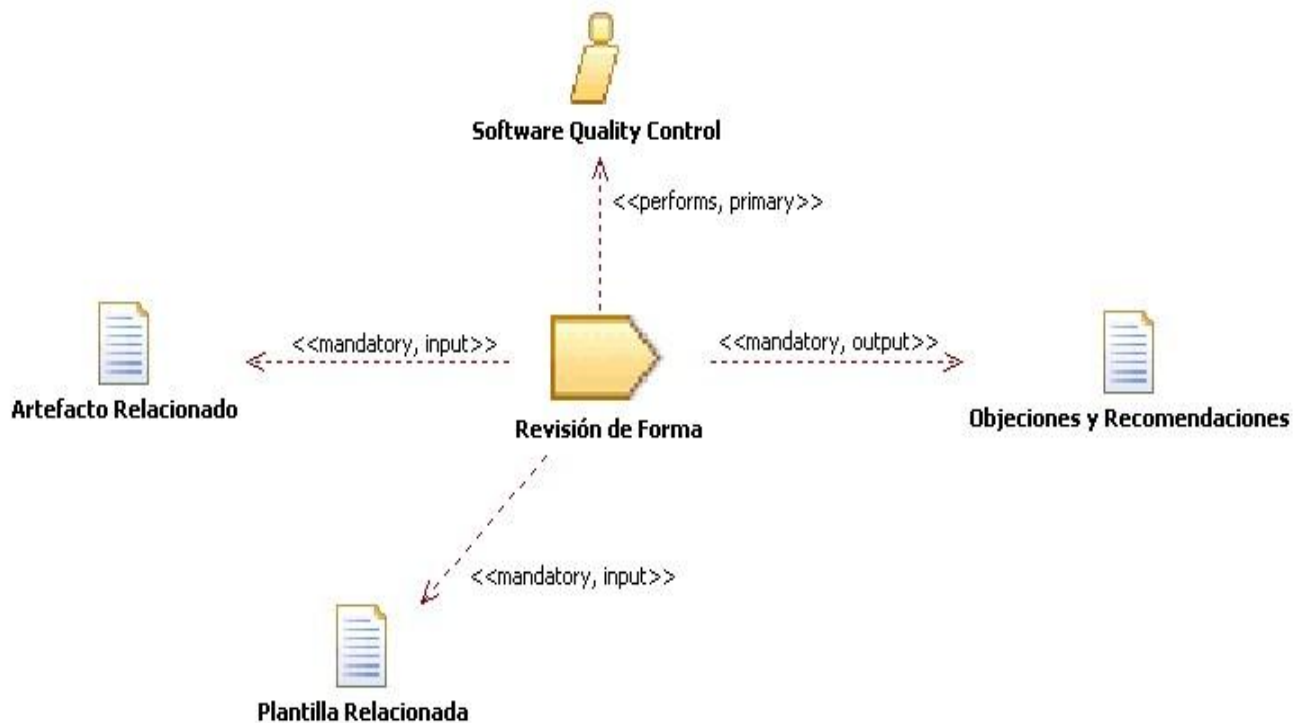 Software Quality Control
<<performs, primary>>
<<mandatory, input>>
<<mandatory, output>>
Artefacto Relacionado
Revisión de Forma
Objeciones y Recomendaciones
<<mandatory, input>>
Plantilla Relacionada